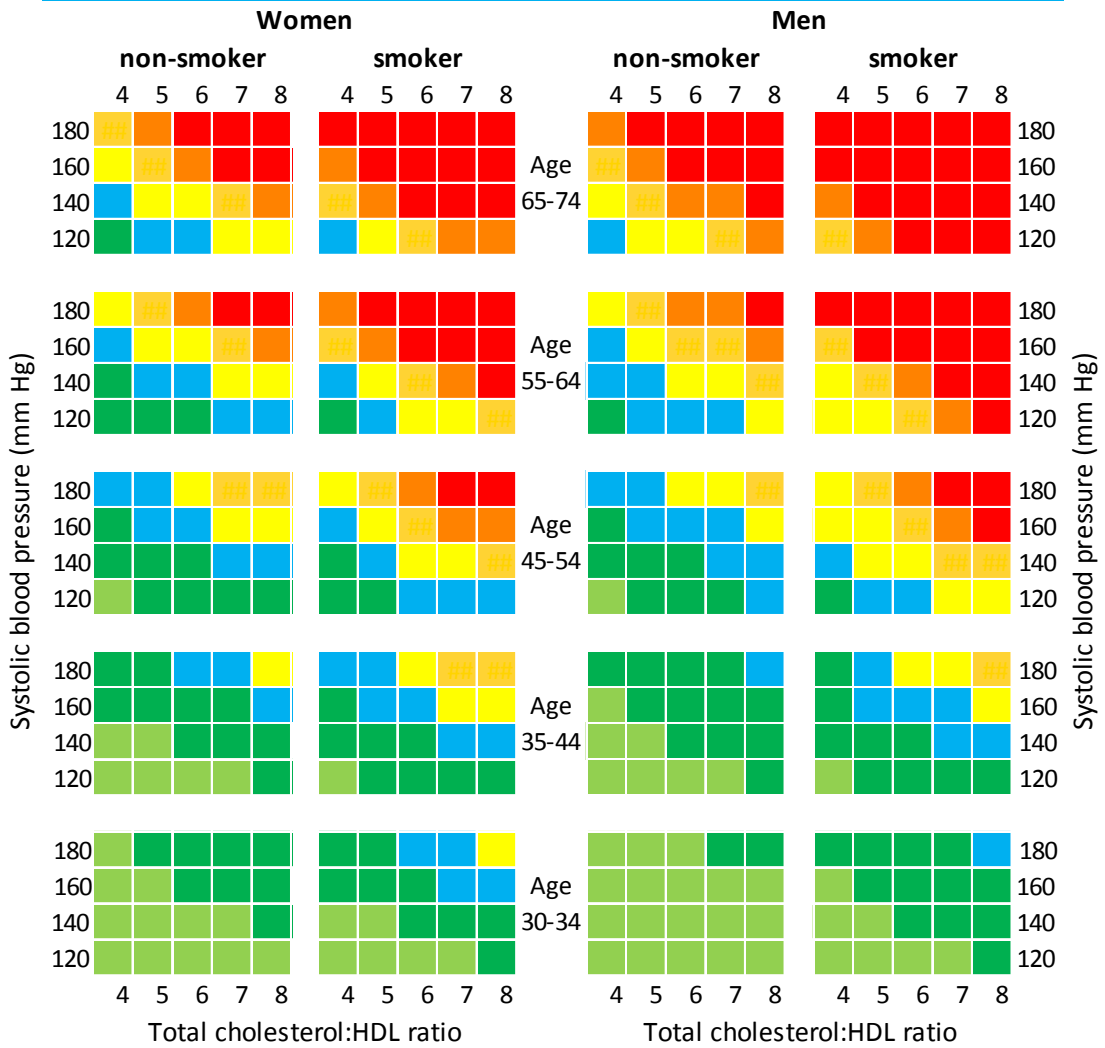 Women Men
non-smoker smoker non-smoker smoker
4 5 6 7 8 4 5 6 7 8 4 5 6 7 8 4 5 6 7 8
180 ## 180
160 ## Age ## 160
140 ## ## 65-74 ## 140
120 ## ## ## 120
180 ## ## 180
160 ## ## Age ## ## ## 160
140 ## 55-64 ## ## 140
120 ## ## 120
180 ## ## ## ## ## 180
160 ## Age ## 160
140 ## 45-54 ## ## 140
120 120
180 ## ## ## 180
160 Age 160
140 35-44 140
120 120
180 180
160 Age 160
140 30-34 140
120 120
4 5 6 7 8 4 5 6 7 8 4 5 6 7 8 4 5 6 7 8
Total cholesterol:HDL ratio Total cholesterol:HDL ratio
Systolic blood pressure (mm Hg)
Systolic blood pressure (mm Hg)